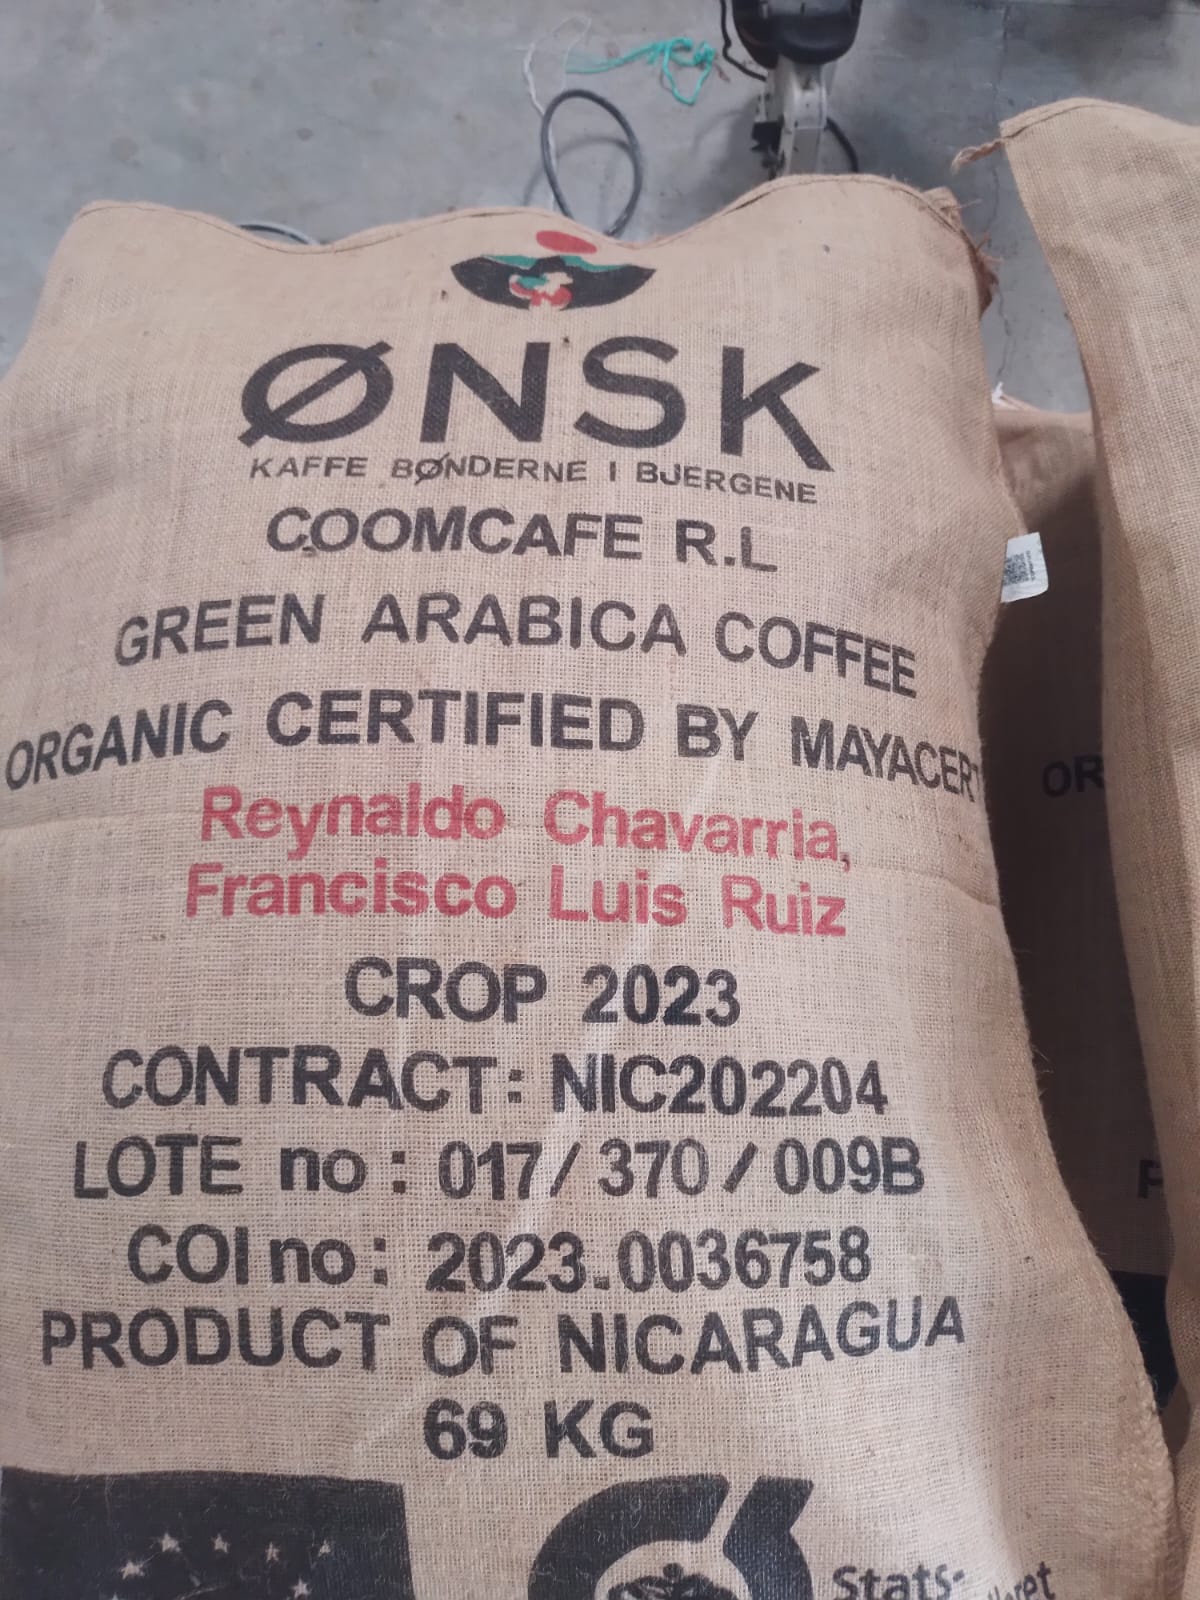 ØNSK
KAFFE BØNDERNE I BJERGENE
COOMCAFE R.L
GREEN ARABICA COFFEE
ORGANIC CERTIFIED BY MAYACERT
Reynaldo Chavarria,
Francisco Luis Ruiz
CROP 2023
CONTRACT: NIC202204
LOTE no: 017/370/009B
COI no: 2023.0036758
PRODUCT OF NICARAGUA
69 KG
Stats-
OR
P